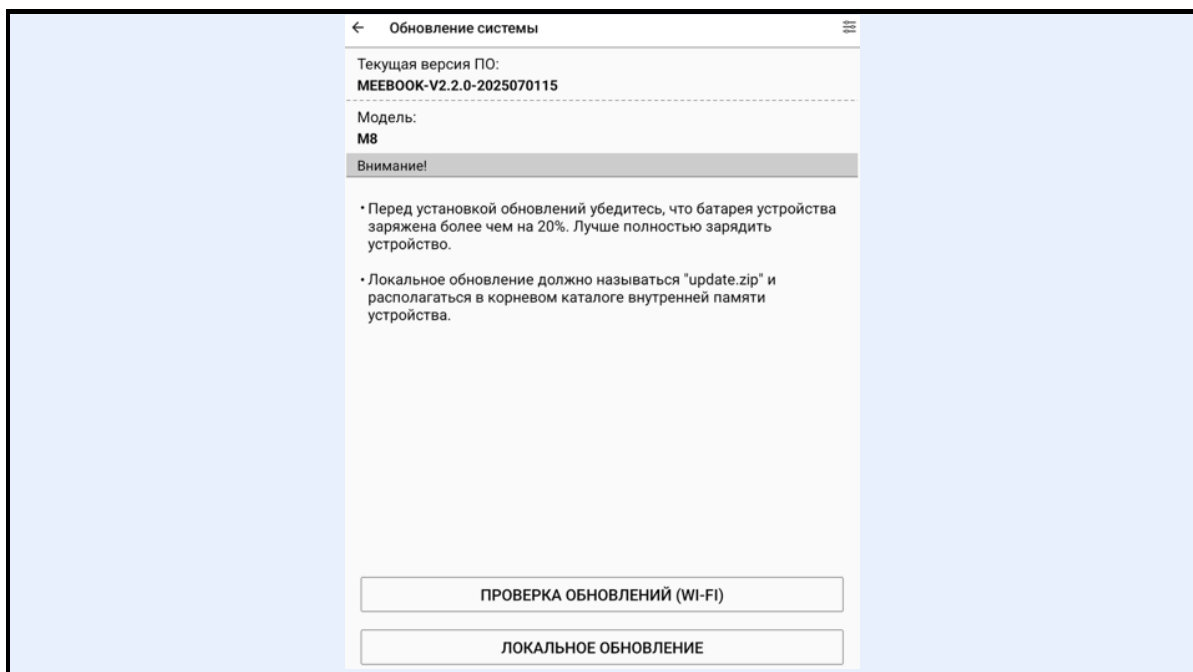 Обновление системы
Текущая версия ПО:
MEEBOOK-V2.2.0-2025070115
Модель:
M8
Внимание!
• Перед установкой обновлений убедитесь, что батарея устройства
заряжена более чем на 20%. Лучше полностью зарядить
устройство.
• Локальное обновление должно называться "update.zip" и
располагаться в корневом каталоге внутренней памяти
устройства.
ПРОВЕРКА ОБНОВЛЕНИЙ (WI-FI)
ЛОКАЛЬНОЕ ОБНОВЛЕНИЕ